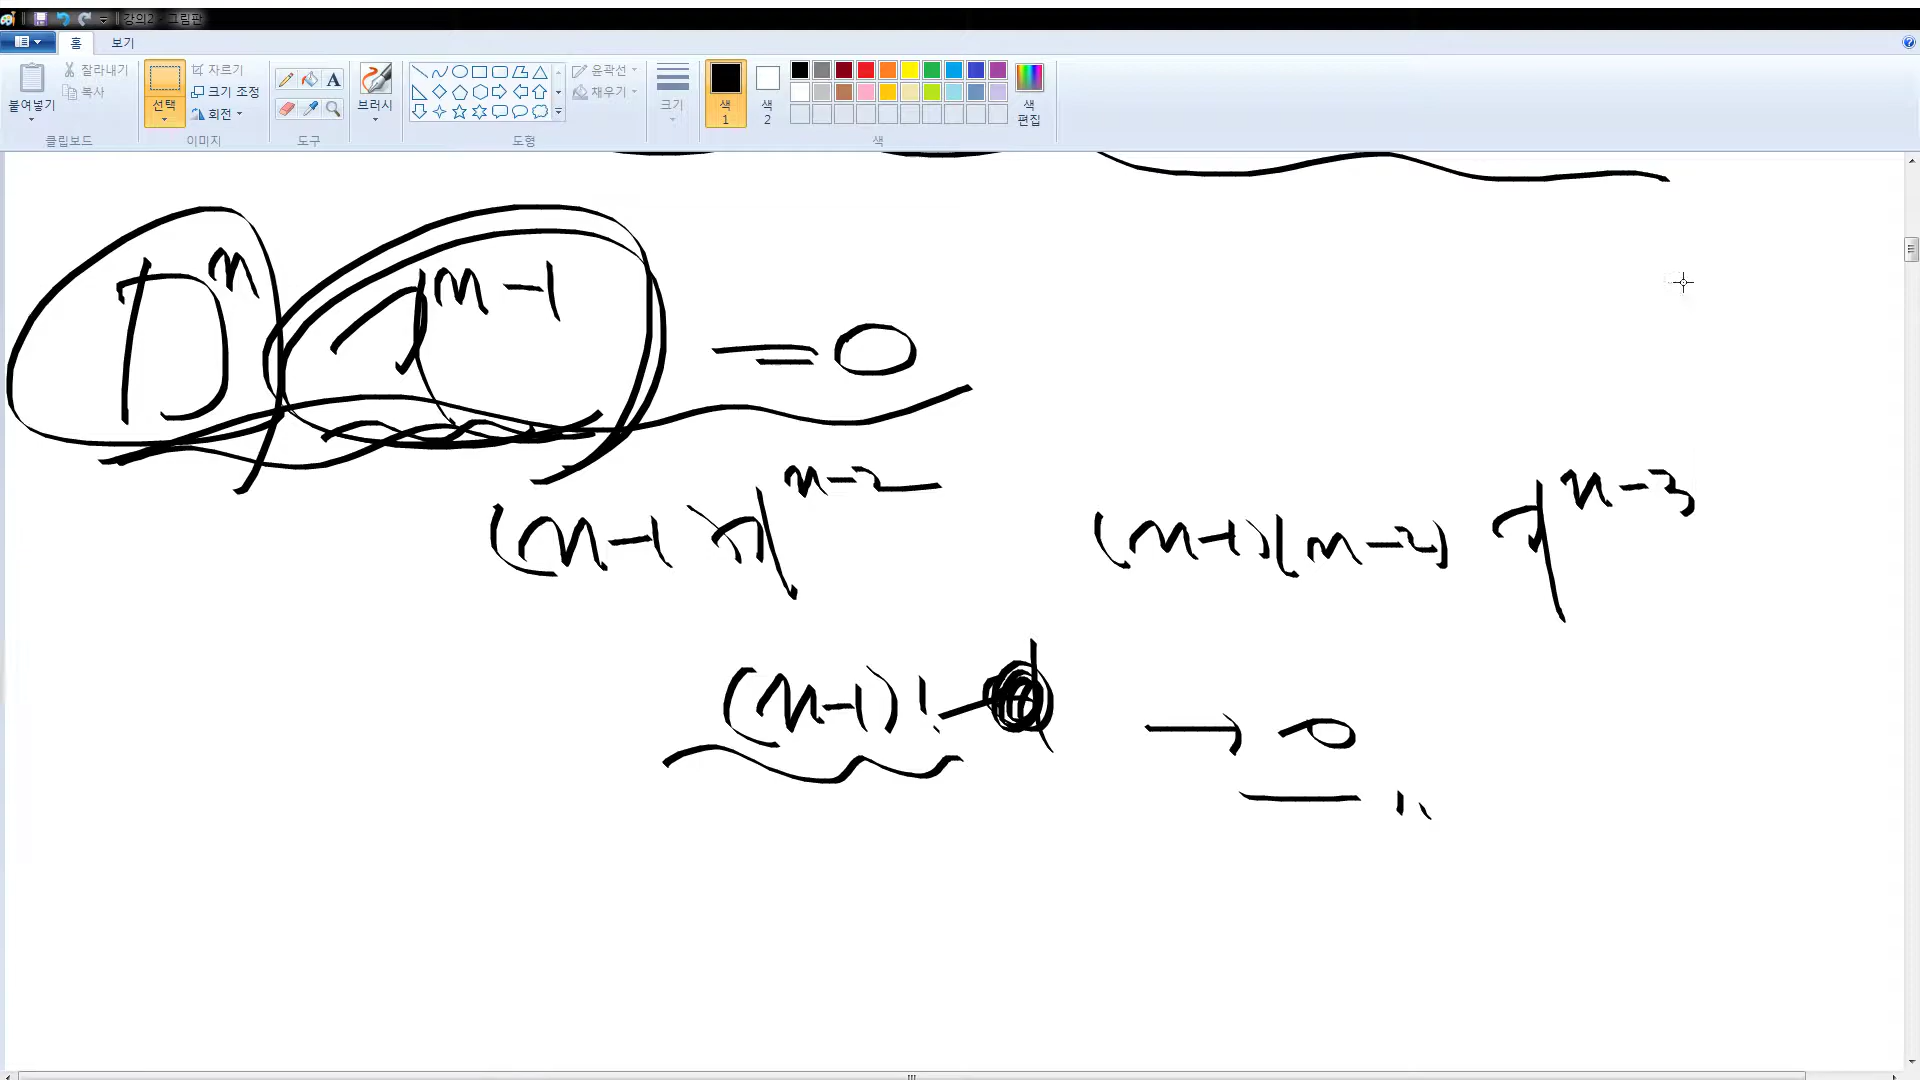 강의2 - 그림판
홈 보기
붙여넣기 잘라내기 복사 선택 자르기 크기 조정 회전 A 브러시 윤곽선 채우기 크기 색 1 색 2 색 편집
클립보드 이미지 도구 도형 색
D^n x^{n-1} = 0
(n-1) x^{n-2} (n-1)(n-2) x^{n-3}
(n-1)! → 0